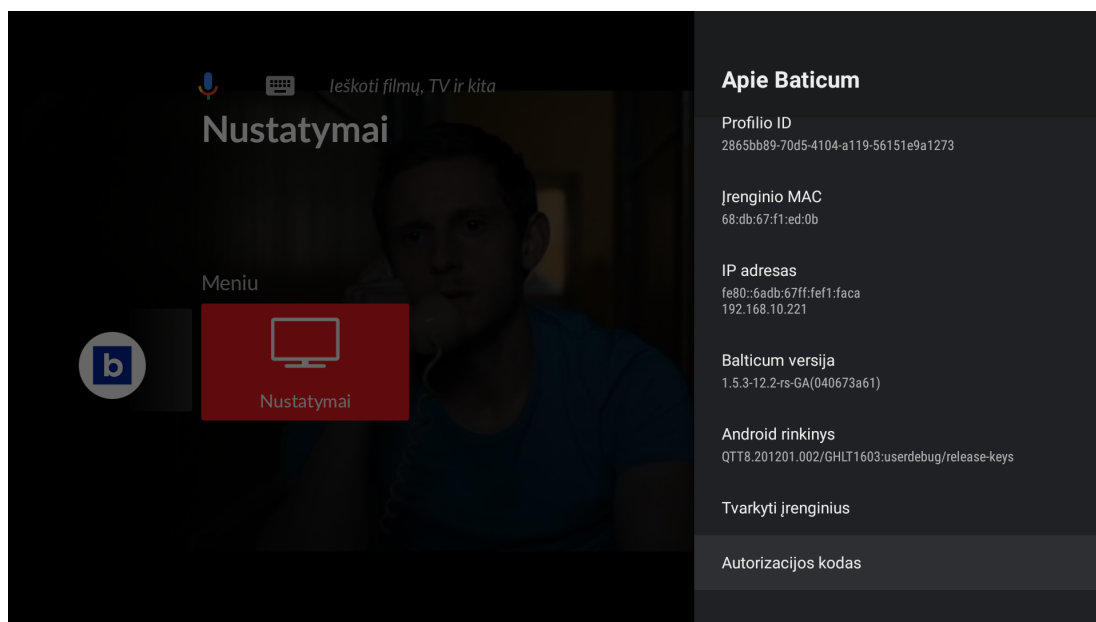 Ieškoti filmų, TV ir kita
Nustatymai
Meniu
b
Nustatymai
Apie Baticum
Profilio ID
2865bb89-70d5-4104-a119-56151e9a1273
Įrenginio MAC
68:db:67:f1:ed:0b
IP adresas
fe80::6adb:67ff:fef1:faca
192.168.10.221
Balticum versija
1.5.3-12.2-rs-GA(040673a61)
Android rinkinys
QTT8.201201.002/GHLT1603:userdebug/release-keys
Tvarkyti įrenginius
Autorizacijos kodas